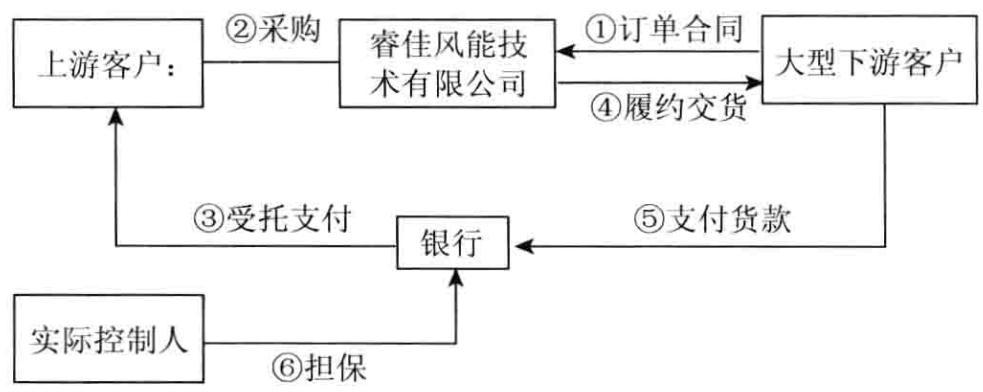 上游客户：
②采购
睿佳风能技
术有限公司
①订单合同
④履约交货
大型下游客户
③受托支付
银行
⑤支付货款
实际控制人
⑥担保